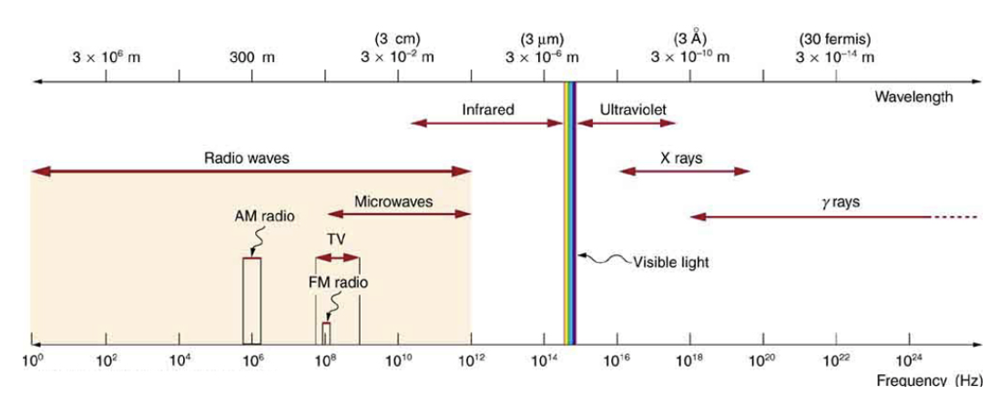 (3 cm) (3 μm) (3 Å) (30 fermis)
3 × 10⁶ m 300 m 3 × 10⁻² m 3 × 10⁻⁶ m 3 × 10⁻¹⁰ m 3 × 10⁻¹⁴ m
Wavelength
Infrared Ultraviolet
Radio waves X rays
Microwaves γ rays
AM radio
TV
Visible light
FM radio
10⁰ 10² 10⁴ 10⁶ 10⁸ 10¹⁰ 10¹² 10¹⁴ 10¹⁶ 10¹⁸ 10²⁰ 10²² 10²⁴
Frequency (Hz)